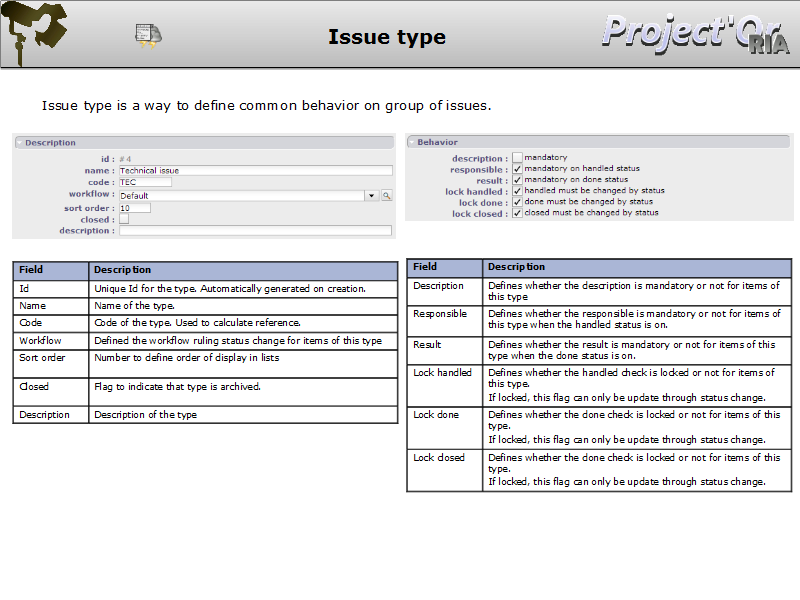 Issue type
Project'Or
RIA
Issue type is a way to define common behavior on group of issues.
Description
id : # 4
name : Technical issue
code : TEC
workflow : Default
sort order : 10
closed :
description :
Behavior
description : mandatory
responsible : mandatory on handled status
result : mandatory on done status
lock handled : handled must be changed by status
lock done : done must be changed by status
lock closed : closed must be changed by status
Field Description
Id Unique Id for the type. Automatically generated on creation.
Name Name of the type.
Code Code of the type. Used to calculate reference.
Workflow Defined the workflow ruling status change for items of this type
Sort order Number to define order of display in lists
Closed Flag to indicate that type is archived.
Description Description of the type
Field Description
Description Defines whether the description is mandatory or not for items of
this type
Responsible Defines whether the responsible is mandatory or not for items of
this type when the handled status is on.
Result Defines whether the result is mandatory or not for items of this
type when the done status is on.
Lock handled Defines whether the handled check is locked or not for items of
this type.
If locked, this flag can only be update through status change.
Lock done Defines whether the done check is locked or not for items of this
type.
If locked, this flag can only be update through status change.
Lock closed Defines whether the done check is locked or not for items of this
type.
If locked, this flag can only be update through status change.